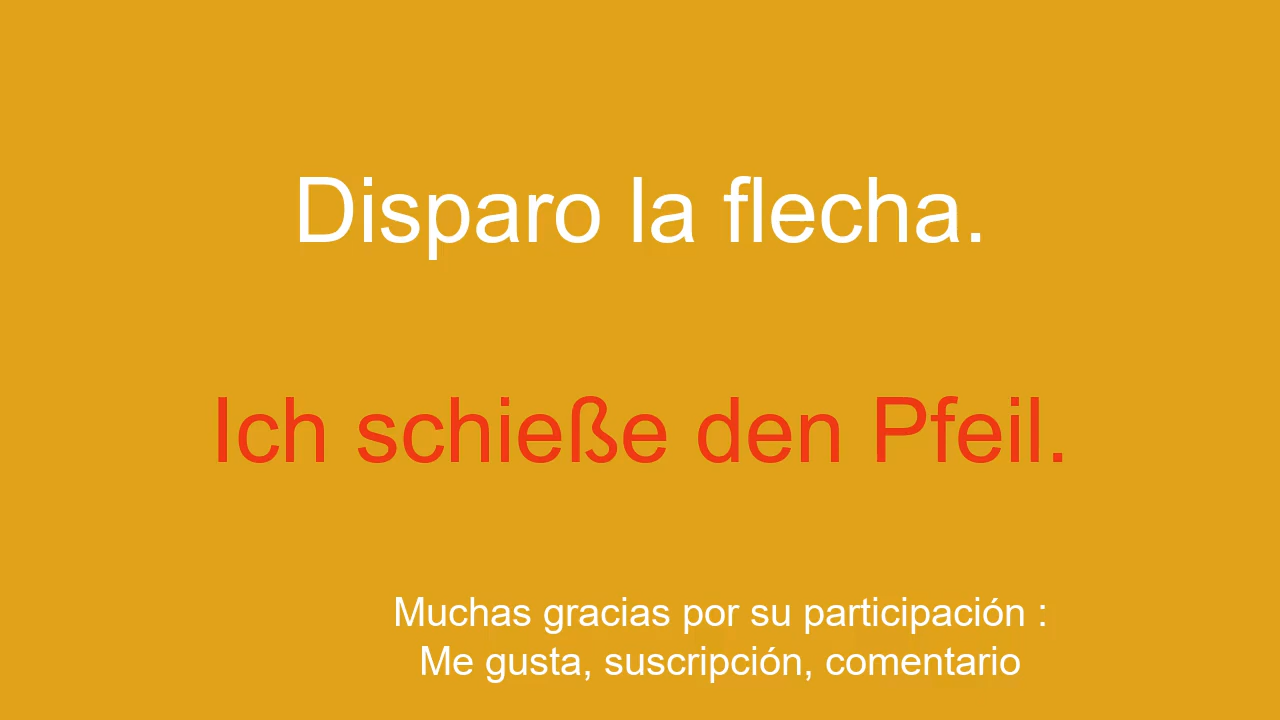 Disparo la flecha.
Ich schieße den Pfeil.
Muchas gracias por su participación :
Me gusta, suscripción, comentario